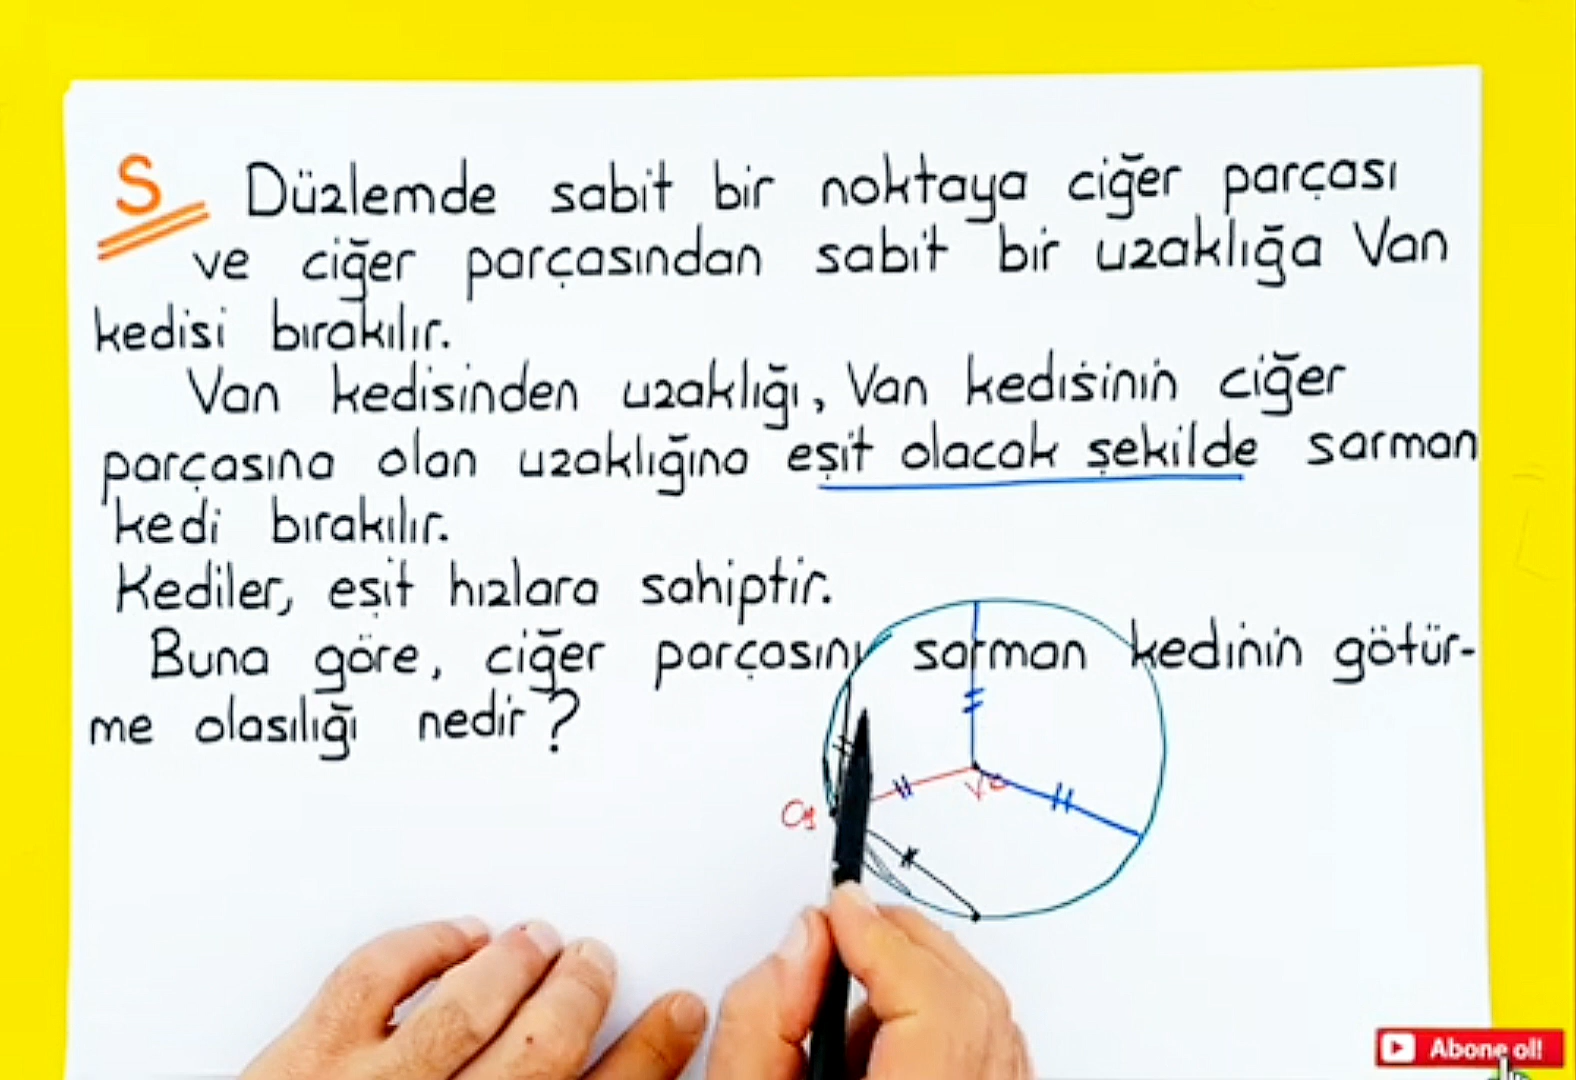 S Düzlemde sabit bir noktaya ciğer parçası
ve ciğer parçasından sabit bir uzaklığa Van
kedisi bırakılır.
Van kedisinden uzaklığı, Van kedisinin ciğer
parçasına olan uzaklığına eşit olacak şekilde sarman
kedi bırakılır.
Kediler, eşit hızlara sahiptir.
Buna göre, ciğer parçasını sarman kedinin götür-
me olasılığı nedir?
Abone ol!